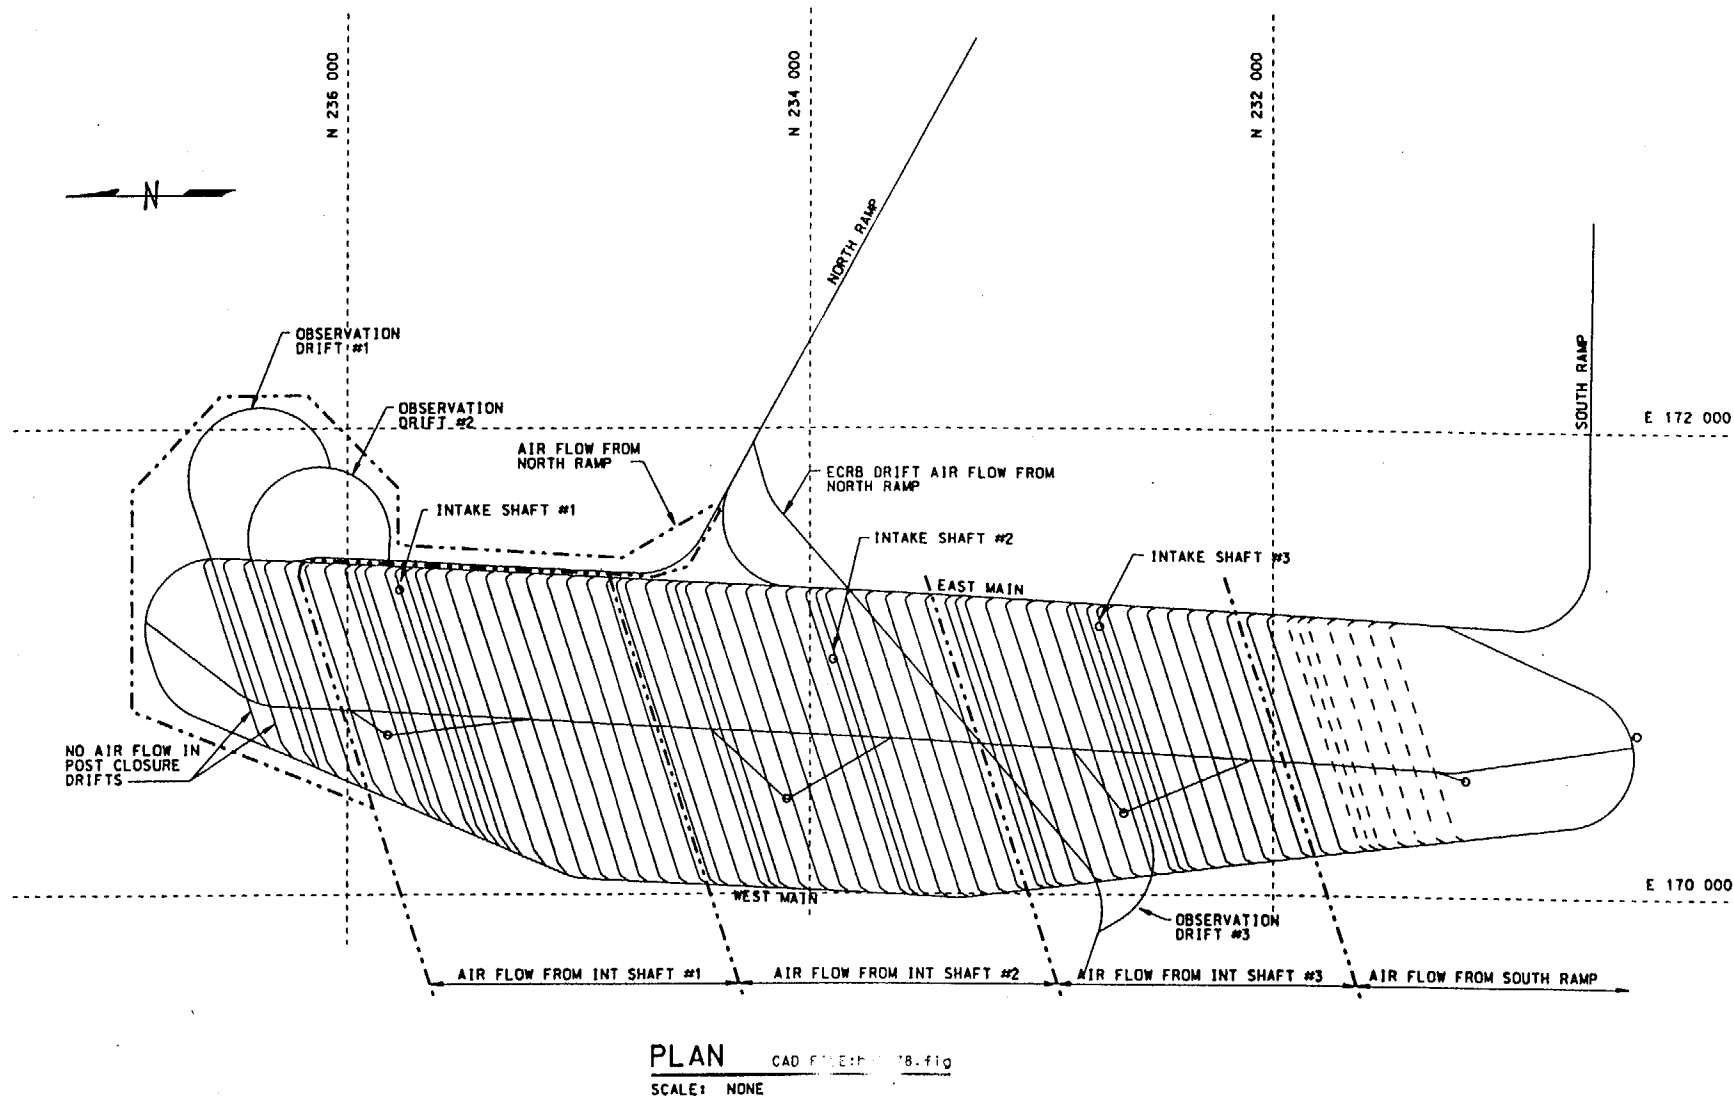 N 236 000
N 234 000
N 232 000
N
NORTH RAMP
OBSERVATION
DRIFT #1
SOUTH RAMP
OBSERVATION
DRIFT #2
E 172 000
AIR FLOW FROM
NORTH RAMP
ECRB DRIFT AIR FLOW FROM
NORTH RAMP
INTAKE SHAFT #1
INTAKE SHAFT #2
INTAKE SHAFT #3
EAST MAIN
NO AIR FLOW IN
POST CLOSURE
DRIFTS
E 170 000
WEST MAIN
OBSERVATION
DRIFT #3
AIR FLOW FROM INT SHAFT #1
AIR FLOW FROM INT SHAFT #2
AIR FLOW FROM INT SHAFT #3
AIR FLOW FROM SOUTH RAMP
PLAN
CAD
SCALE: NONE